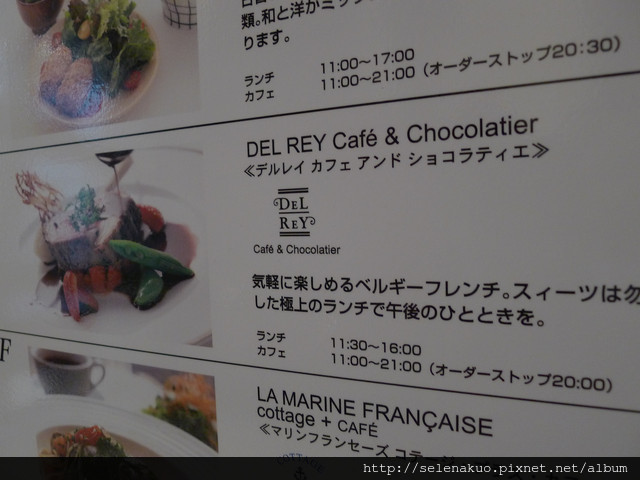 類。和と洋がミッ
ります。
ランチ 11:00～17:00
カフェ 11:00～21:00（オーダーストップ20:30）
DEL REY Café & Chocolatier
≪デルレイ カフェ アンド ショコラティエ≫
DEL
REY
Café & Chocolatier
気軽に楽しめるベルギーフレンチ。スィーツは勿
した極上のランチで午後のひとときを。
ランチ 11:30～16:00
カフェ 11:00～21:00（オーダーストップ20:00）
F
LA MARINE FRANÇAISE
cottage + CAFÉ
≪マリンフランセーズ コテージ
COTTAGE
http://selenakuo.pixnet.net/album